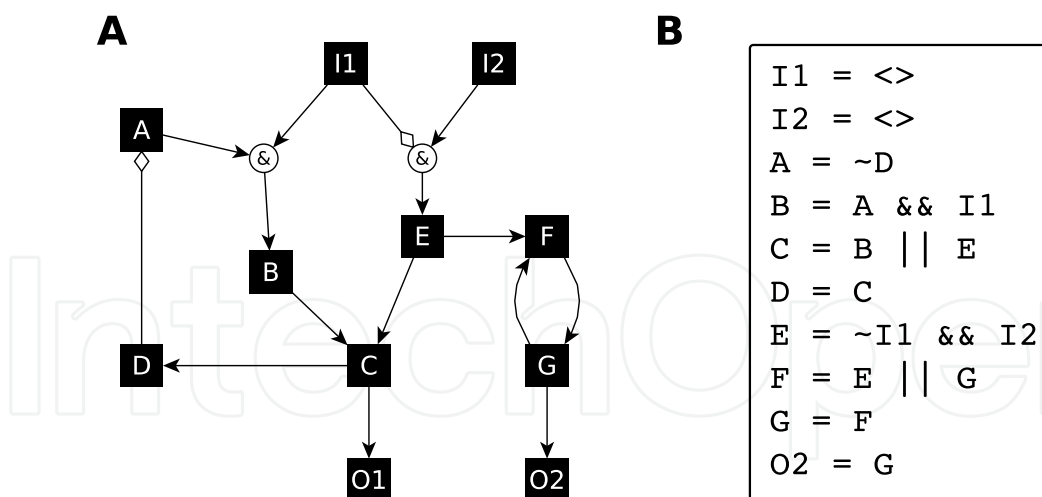 A
B
I1
I2
A
&
&
E
F
B
D
C
G
O1
O2
I1 = <>
I2 = <>
A = ~D
B = A && I1
C = B || E
D = C
E = ~I1 && I2
F = E || G
G = F
O2 = G